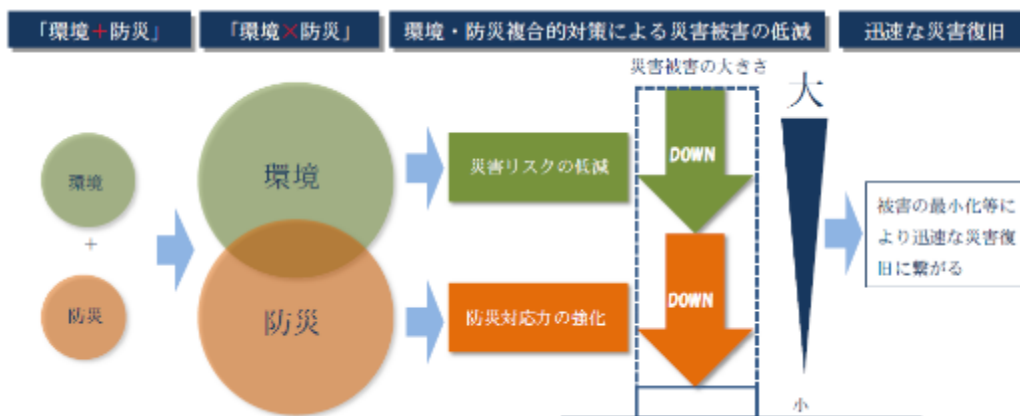 「環境+防災」
「環境×防災」
環境・防災複合的対策による災害被害の低減
迅速な災害復旧
環境
+
防災
環境
防災
災害リスクの低減
防災対応力の強化
災害被害の大きさ
DOWN
DOWN
大
小
被害の最小化等に
より迅速な災害復
旧に繋がる